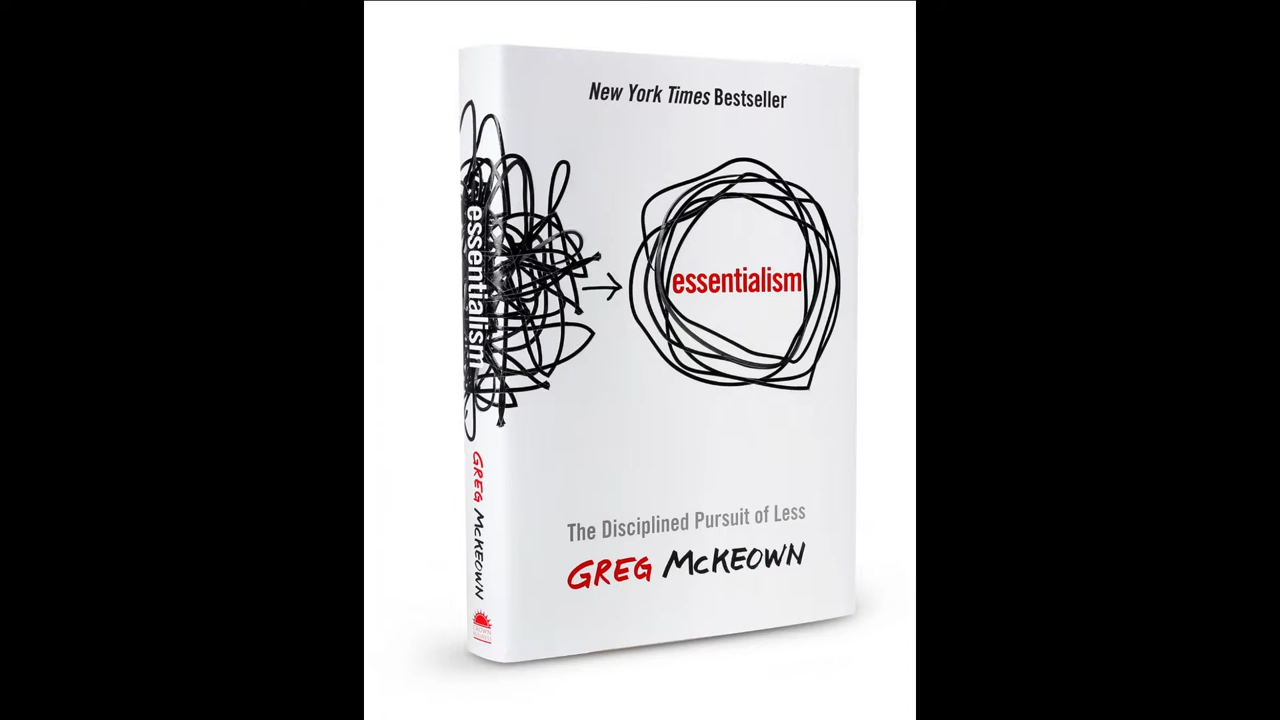 New York Times Bestseller
essentialism
The Disciplined Pursuit of Less
GREG McKEOWN
essentialism
GREG McKEOWN